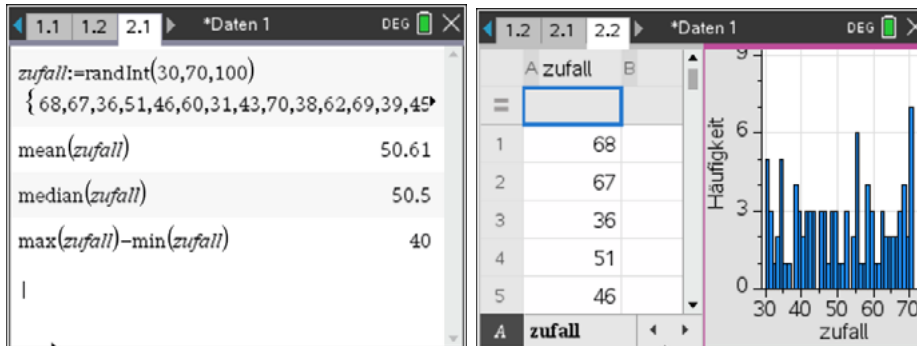 1.1 1.2 2.1 *Daten 1 DEG
zufall:=randInt(30,70,100)
{68,67,36,51,46,60,31,43,70,38,62,69,39,45
mean(zufall) 50.61
median(zufall) 50.5
max(zufall)−min(zufall) 40
1.2 2.1 2.2 *Daten 1 DEG
A zufall B
=
1 68
2 67
3 36
4 51
5 46
A zufall
Häufigkeit
9
6
3
0
30 40 50 60 70
zufall